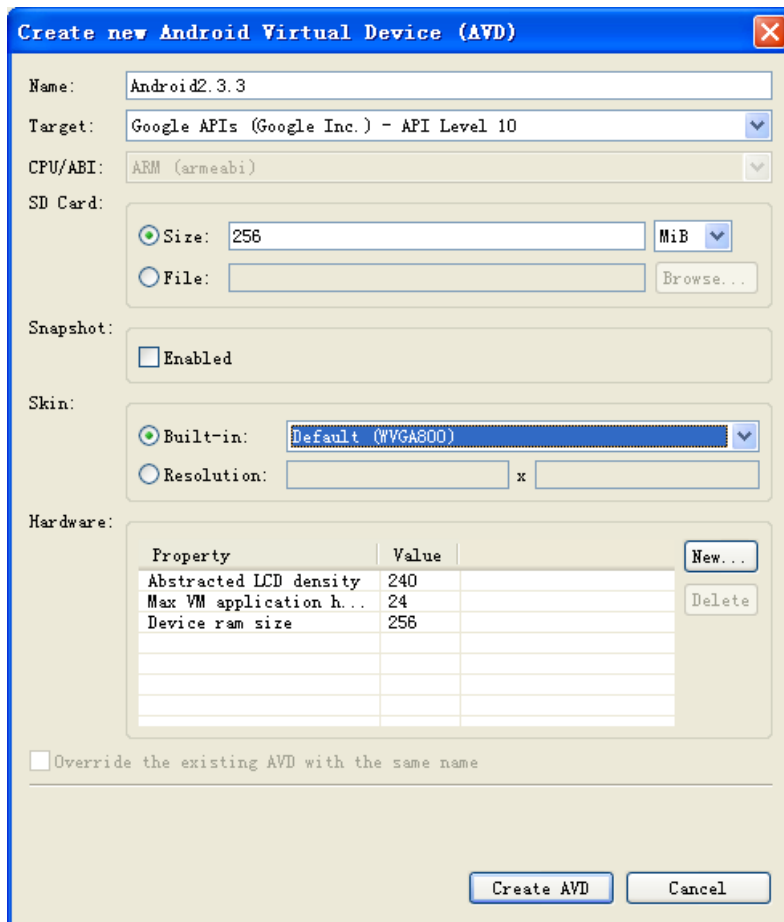 Create new Android Virtual Device (AVD)
Name: Android2.3.3
Target: Google APIs (Google Inc.) - API Level 10
CPU/ABI: ARM (armeabi)
SD Card:
Size: 256 MiB
File: Browse...
Snapshot:
Enabled
Skin:
Built-in: Default (WVGA800)
Resolution: x
Hardware:
Property Value New...
Abstracted LCD density 240
Max VM application h... 24 Delete
Device ram size 256
Override the existing AVD with the same name
Create AVD Cancel